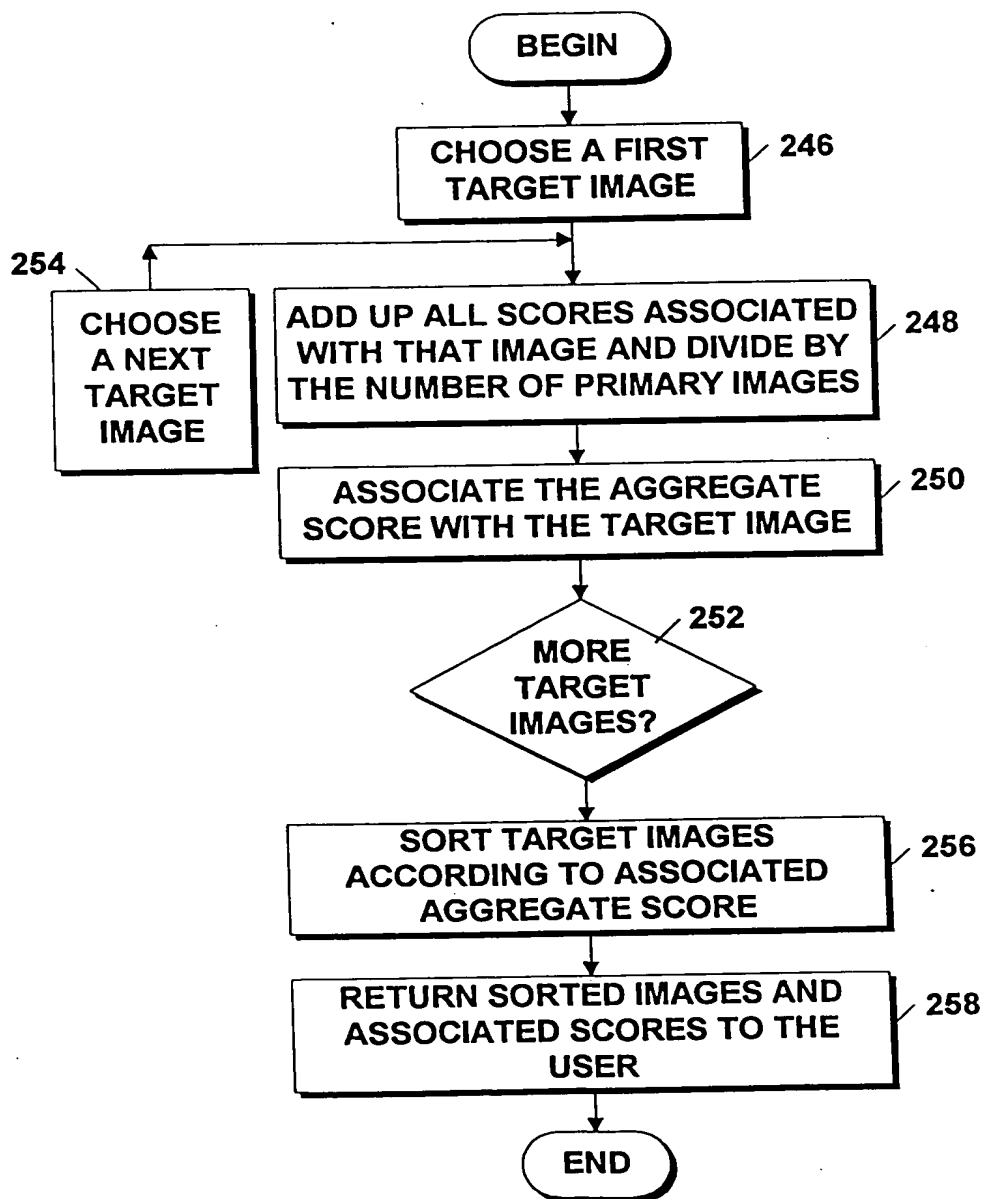 BEGIN
CHOOSE A FIRST
TARGET IMAGE
246
254
CHOOSE
A NEXT
TARGET
IMAGE
ADD UP ALL SCORES ASSOCIATED
WITH THAT IMAGE AND DIVIDE BY
THE NUMBER OF PRIMARY IMAGES
248
ASSOCIATE THE AGGREGATE
SCORE WITH THE TARGET IMAGE
250
252
MORE
TARGET
IMAGES?
SORT TARGET IMAGES
ACCORDING TO ASSOCIATED
AGGREGATE SCORE
256
RETURN SORTED IMAGES AND
ASSOCIATED SCORES TO THE
USER
258
END